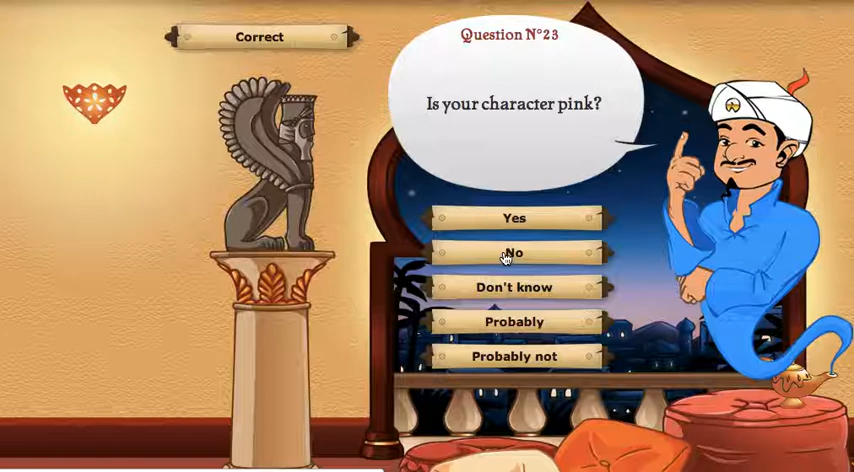 Correct
Question N°23
Is your character pink?
Yes
No
Don't know
Probably
Probably not